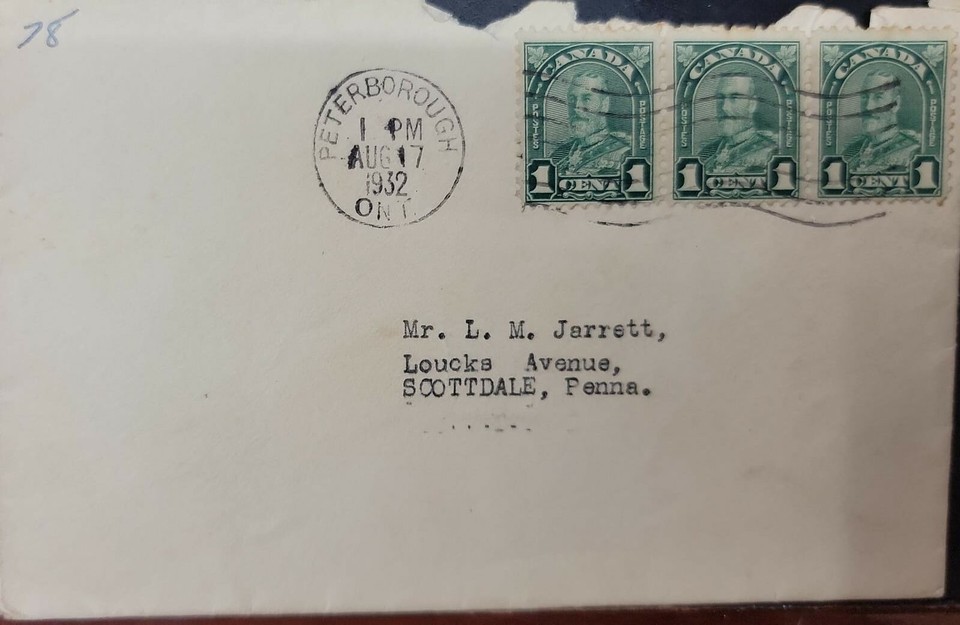 78
PETERBOROUGH
1 PM
AUG 17
1932
ONT.
CANADA
POSTES
POSTAGE
1 CENT 1
CANADA
POSTES
POSTAGE
1 CENT 1
CANADA
POSTES
POSTAGE
1 CENT 1
Mr. L. M. Jarrett,
Loucks Avenue,
SCOTTDALE, Penna.